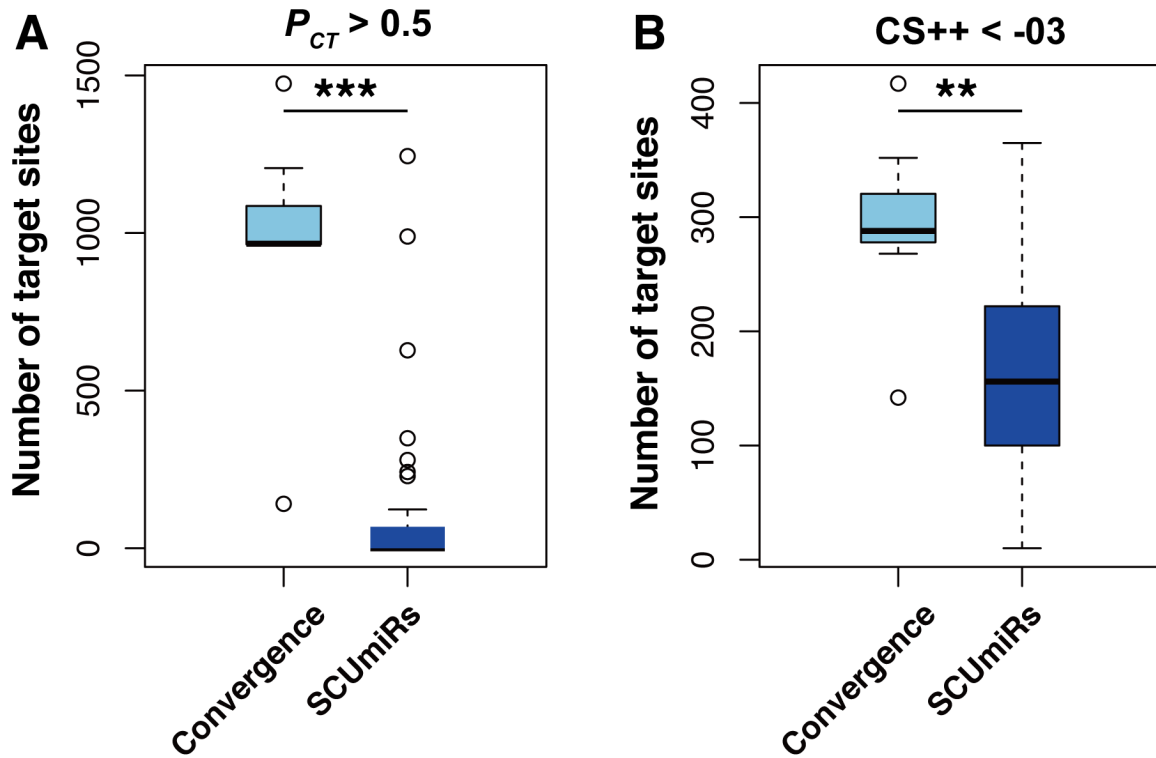 A
P_CT > 0.5
Number of target sites
1500
1000
500
0
***
Convergence
SCUmiRs
B
CS++ < -03
Number of target sites
400
300
200
100
0
**
Convergence
SCUmiRs